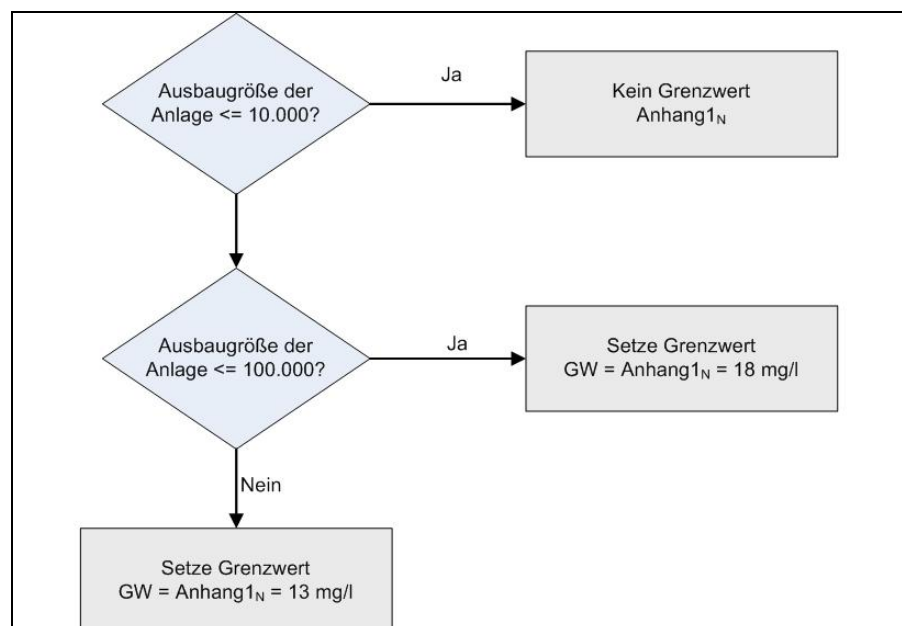 Ausbaugröße der
Anlage <= 10.000?
Ja
Kein Grenzwert
Anhang1N
Ausbaugröße der
Anlage <= 100.000?
Ja
Setze Grenzwert
GW = Anhang1N = 18 mg/l
Nein
Setze Grenzwert
GW = Anhang1N = 13 mg/l